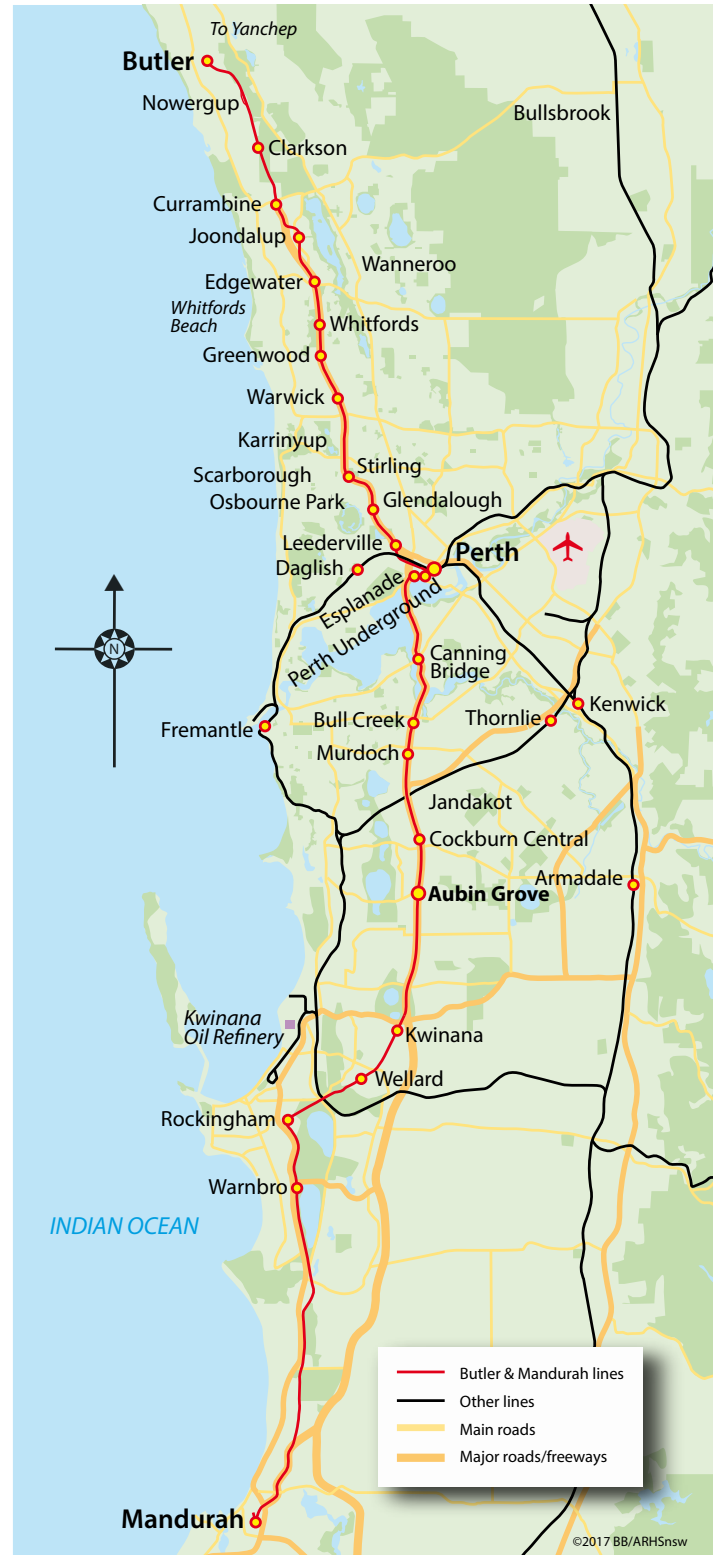 To Yanchep
Butler
Nowergup
Bullsbrook
Clarkson
Currambine
Joondalup
Wanneroo
Edgewater
Whitfords
Beach
Whitfords
Greenwood
Warwick
Karrinyup
Stirling
Scarborough
Osbourne Park
Glendalough
Leederville
Perth
Daglish
Esplanade
Perth Underground
N
Canning
Bridge
Kenwick
Fremantle
Bull Creek
Thornlie
Murdoch
Jandakot
Cockburn Central
Armadale
Aubin Grove
Kwinana
Oil Refinery
Kwinana
Wellard
Rockingham
Warnbro
INDIAN OCEAN
Butler & Mandurah lines
Other lines
Main roads
Major roads/freeways
Mandurah
©2017 BB/ARHSnsw